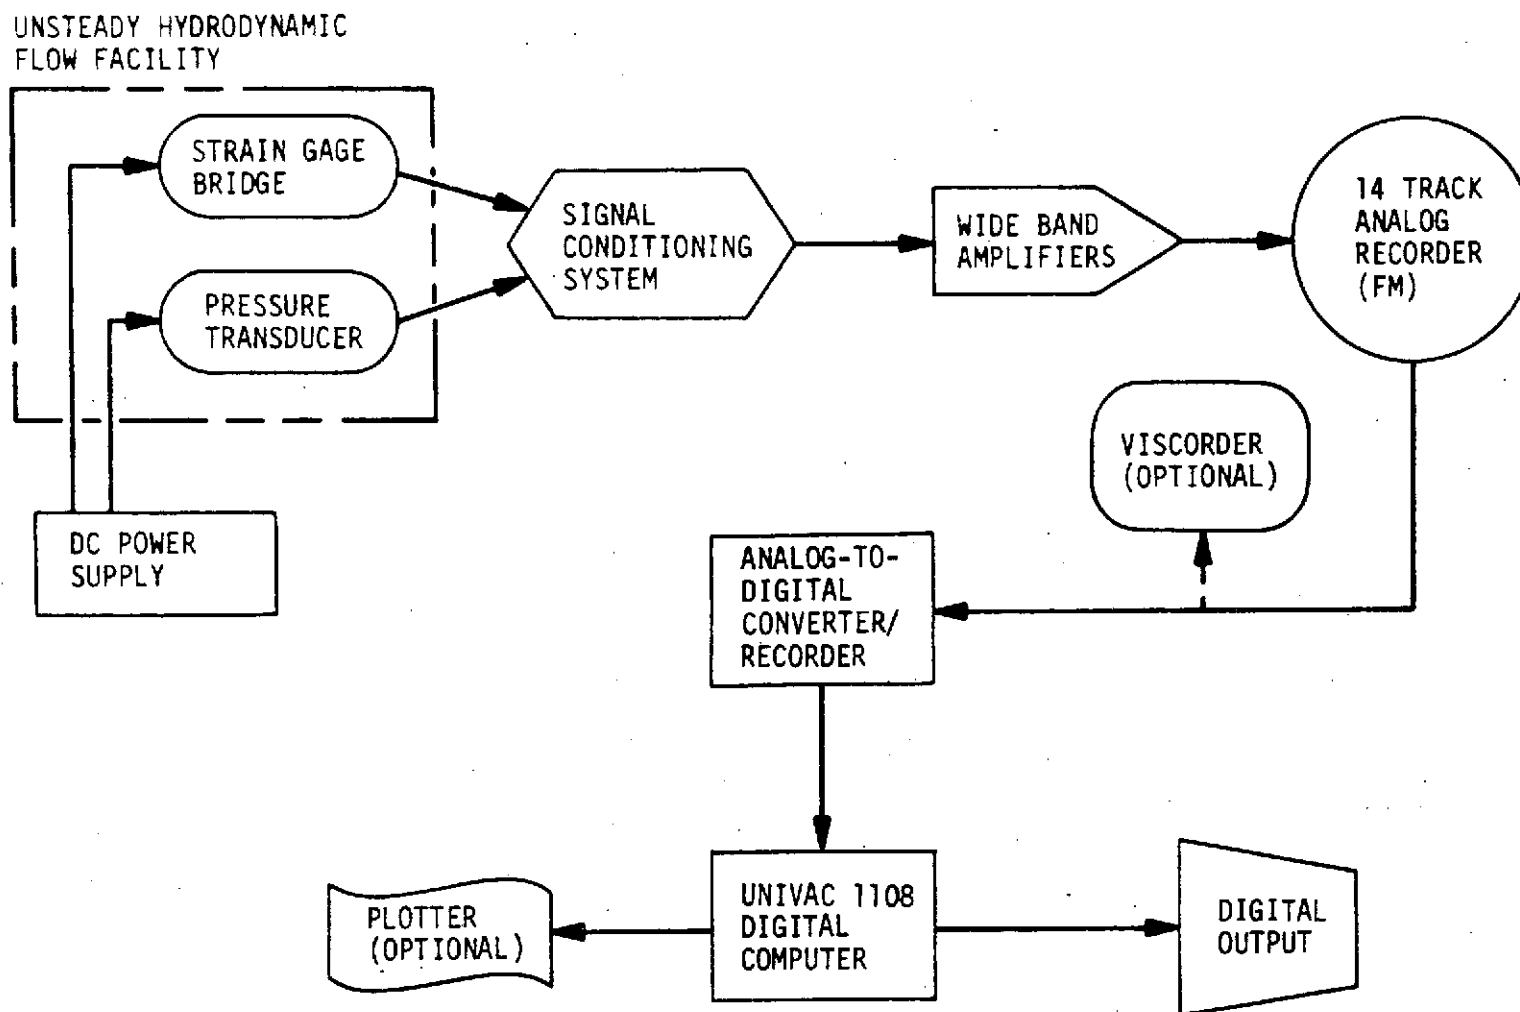 UNSTEADY HYDRODYNAMIC
FLOW FACILITY
STRAIN GAGE
BRIDGE
PRESSURE
TRANSDUCER
DC POWER
SUPPLY
SIGNAL
CONDITIONING
SYSTEM
WIDE BAND
AMPLIFIERS
14 TRACK
ANALOG
RECORDER
(FM)
VISCORDER
(OPTIONAL)
ANALOG-TO-
DIGITAL
CONVERTER/
RECORDER
PLOTTER
(OPTIONAL)
UNIVAC 1108
DIGITAL
COMPUTER
DIGITAL
OUTPUT